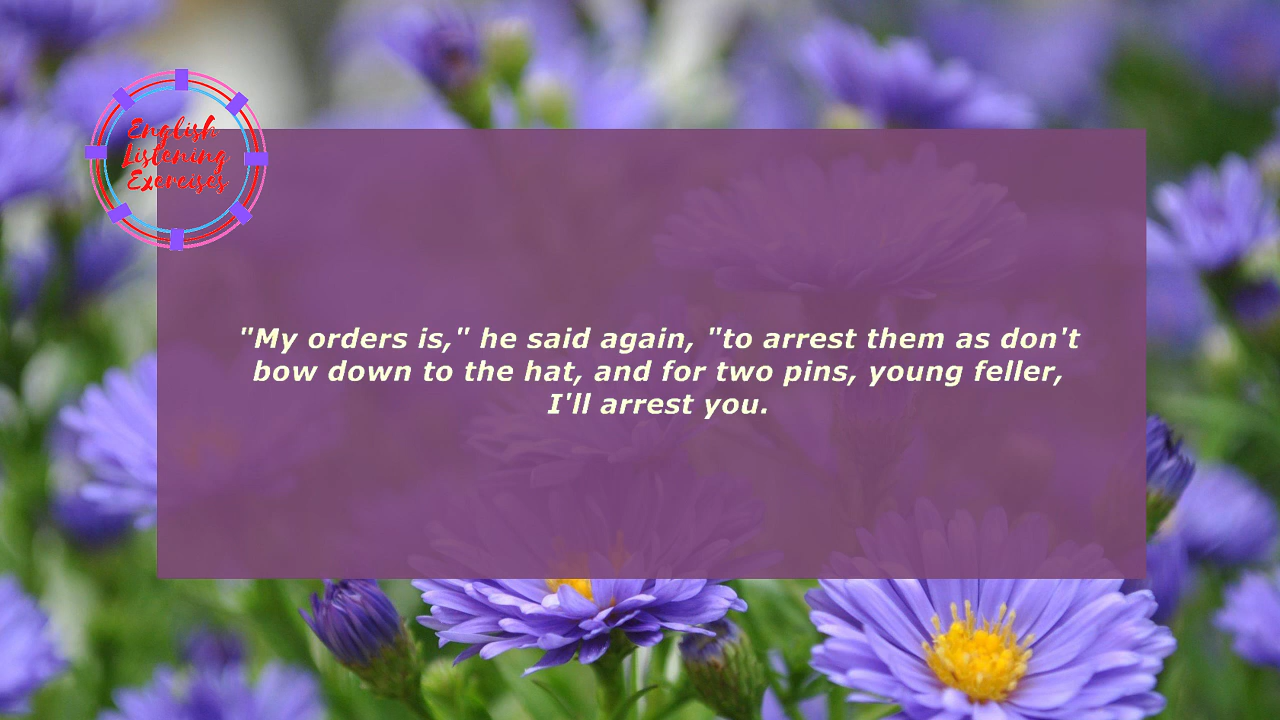 English
Listening
Exercises
"My orders is," he said again, "to arrest them as don't
bow down to the hat, and for two pins, young feller,
I'll arrest you.